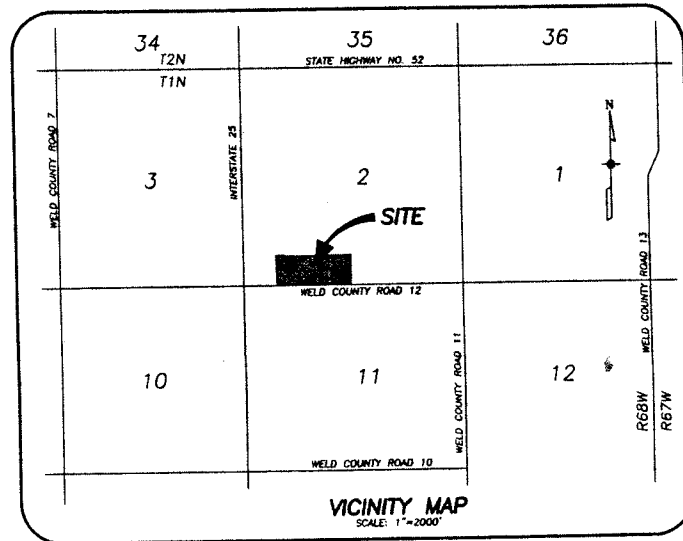 34 35 36
T2N STATE HIGHWAY NO. 52
T1N
WELD COUNTY ROAD 7
INTERSTATE 25
N
3 2 1
SITE
WELD COUNTY ROAD 13
WELD COUNTY ROAD 12
WELD COUNTY ROAD 11
10 11 12
R68W
R67W
WELD COUNTY ROAD 10
VICINITY MAP
SCALE: 1"=2000'